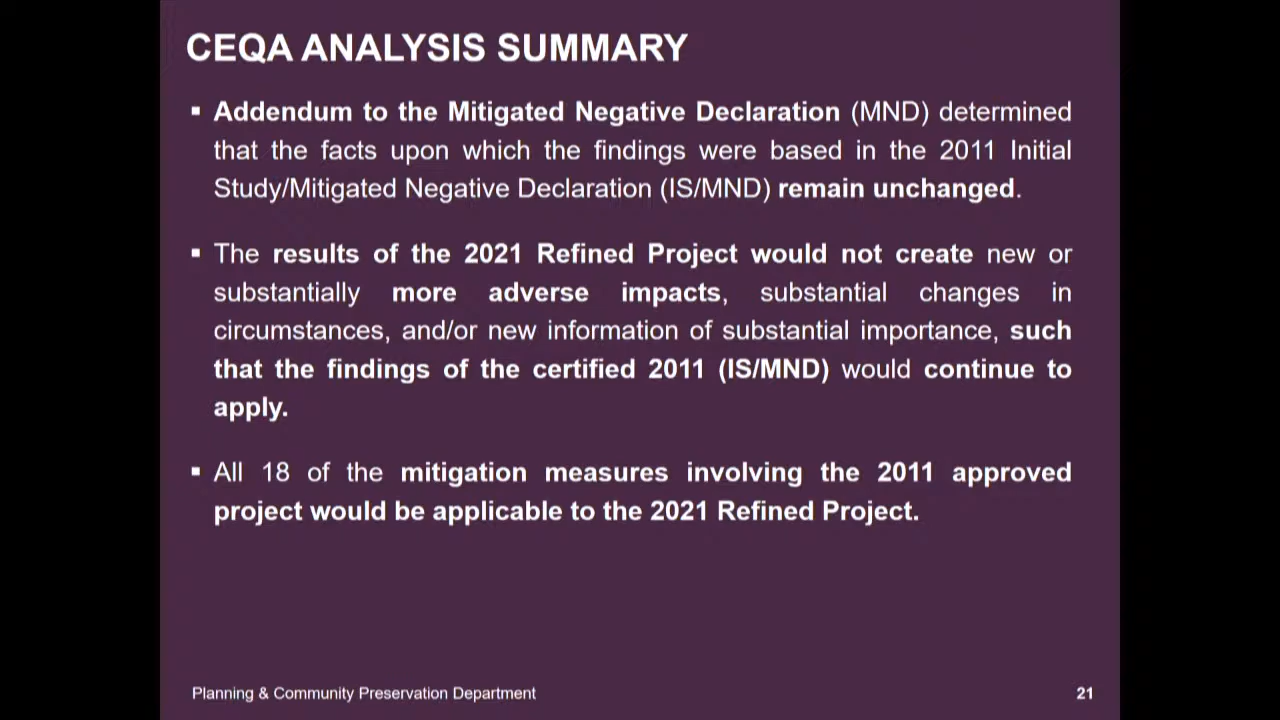 CEQA ANALYSIS SUMMARY
▪ Addendum to the Mitigated Negative Declaration (MND) determined
that the facts upon which the findings were based in the 2011 Initial
Study/Mitigated Negative Declaration (IS/MND) remain unchanged.
▪ The results of the 2021 Refined Project would not create new or
substantially more adverse impacts, substantial changes in
circumstances, and/or new information of substantial importance, such
that the findings of the certified 2011 (IS/MND) would continue to
apply.
▪ All 18 of the mitigation measures involving the 2011 approved
project would be applicable to the 2021 Refined Project.
Planning & Community Preservation Department
21